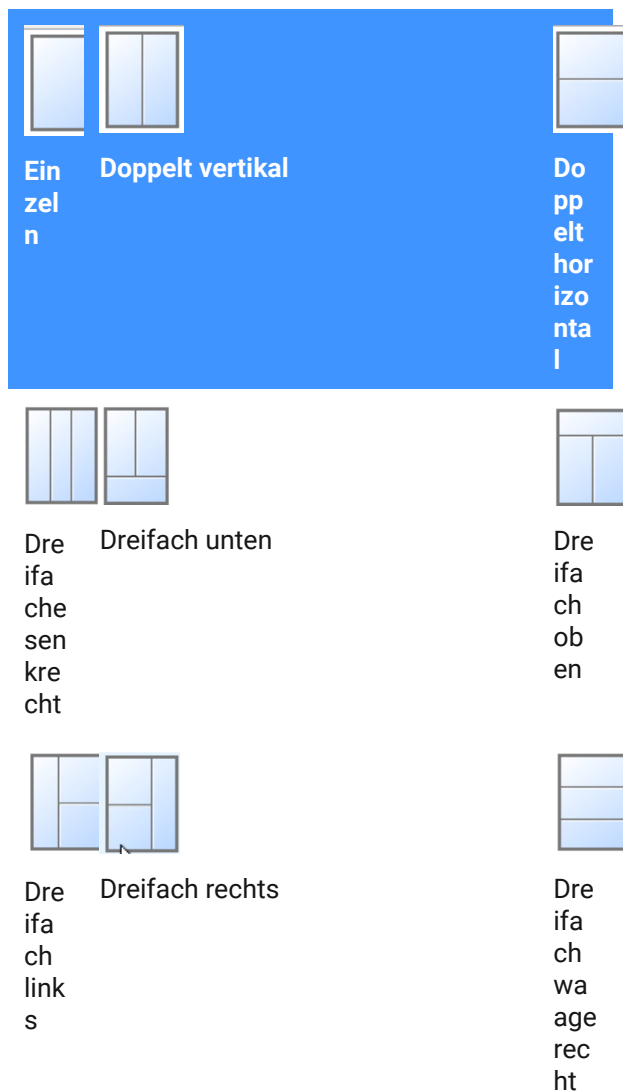 Ein
zel
n
Doppelt vertikal
Do
pp
elt
hor
izo
nta
l
Dre
ifa
che
sen
kre
cht
Dreifach unten
Dre
ifa
ch
ob
en
Dre
ifa
ch
link
s
Dreifach rechts
Dre
ifa
ch
wa
age
rec
ht